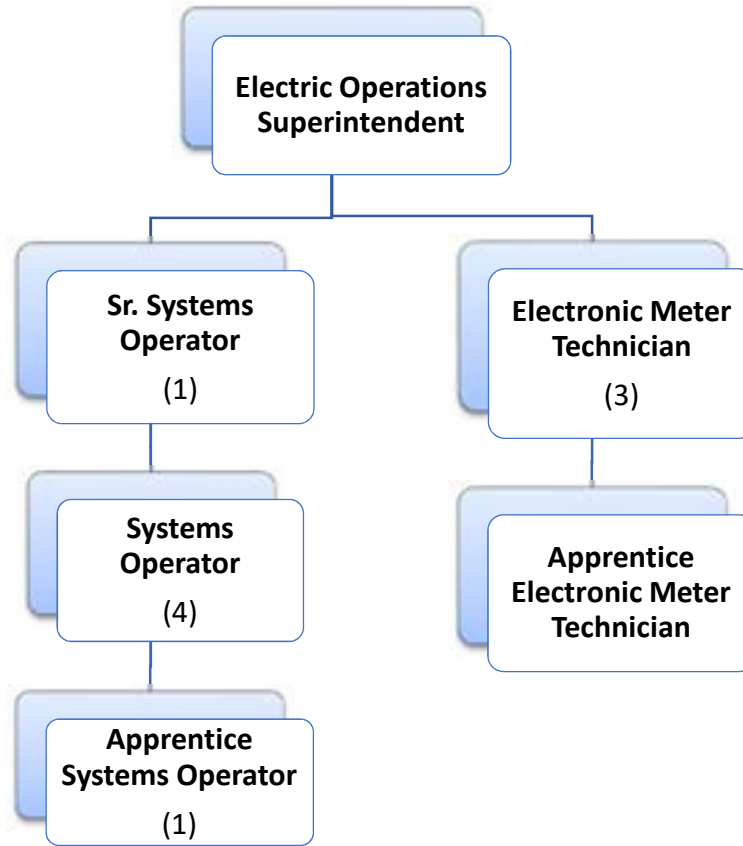 Electric Operations
Superintendent
Sr. Systems
Operator
(1)
Systems
Operator
(4)
Apprentice
Systems Operator
(1)
Electronic Meter
Technician
(3)
Apprentice
Electronic Meter
Technician